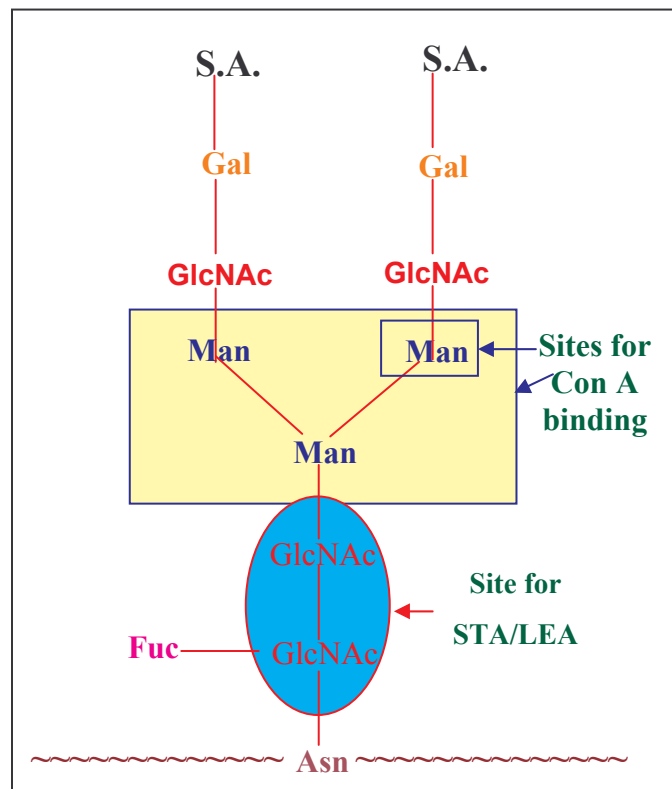 S.A. S.A.
Gal Gal
GlcNAc GlcNAc
Man Man
Sites for
Con A
binding
Man
GlcNAc
Site for
STA/LEA
Fuc GlcNAc
~~~~~~~~~~~~~ Asn ~~~~~~~~~~~~~~